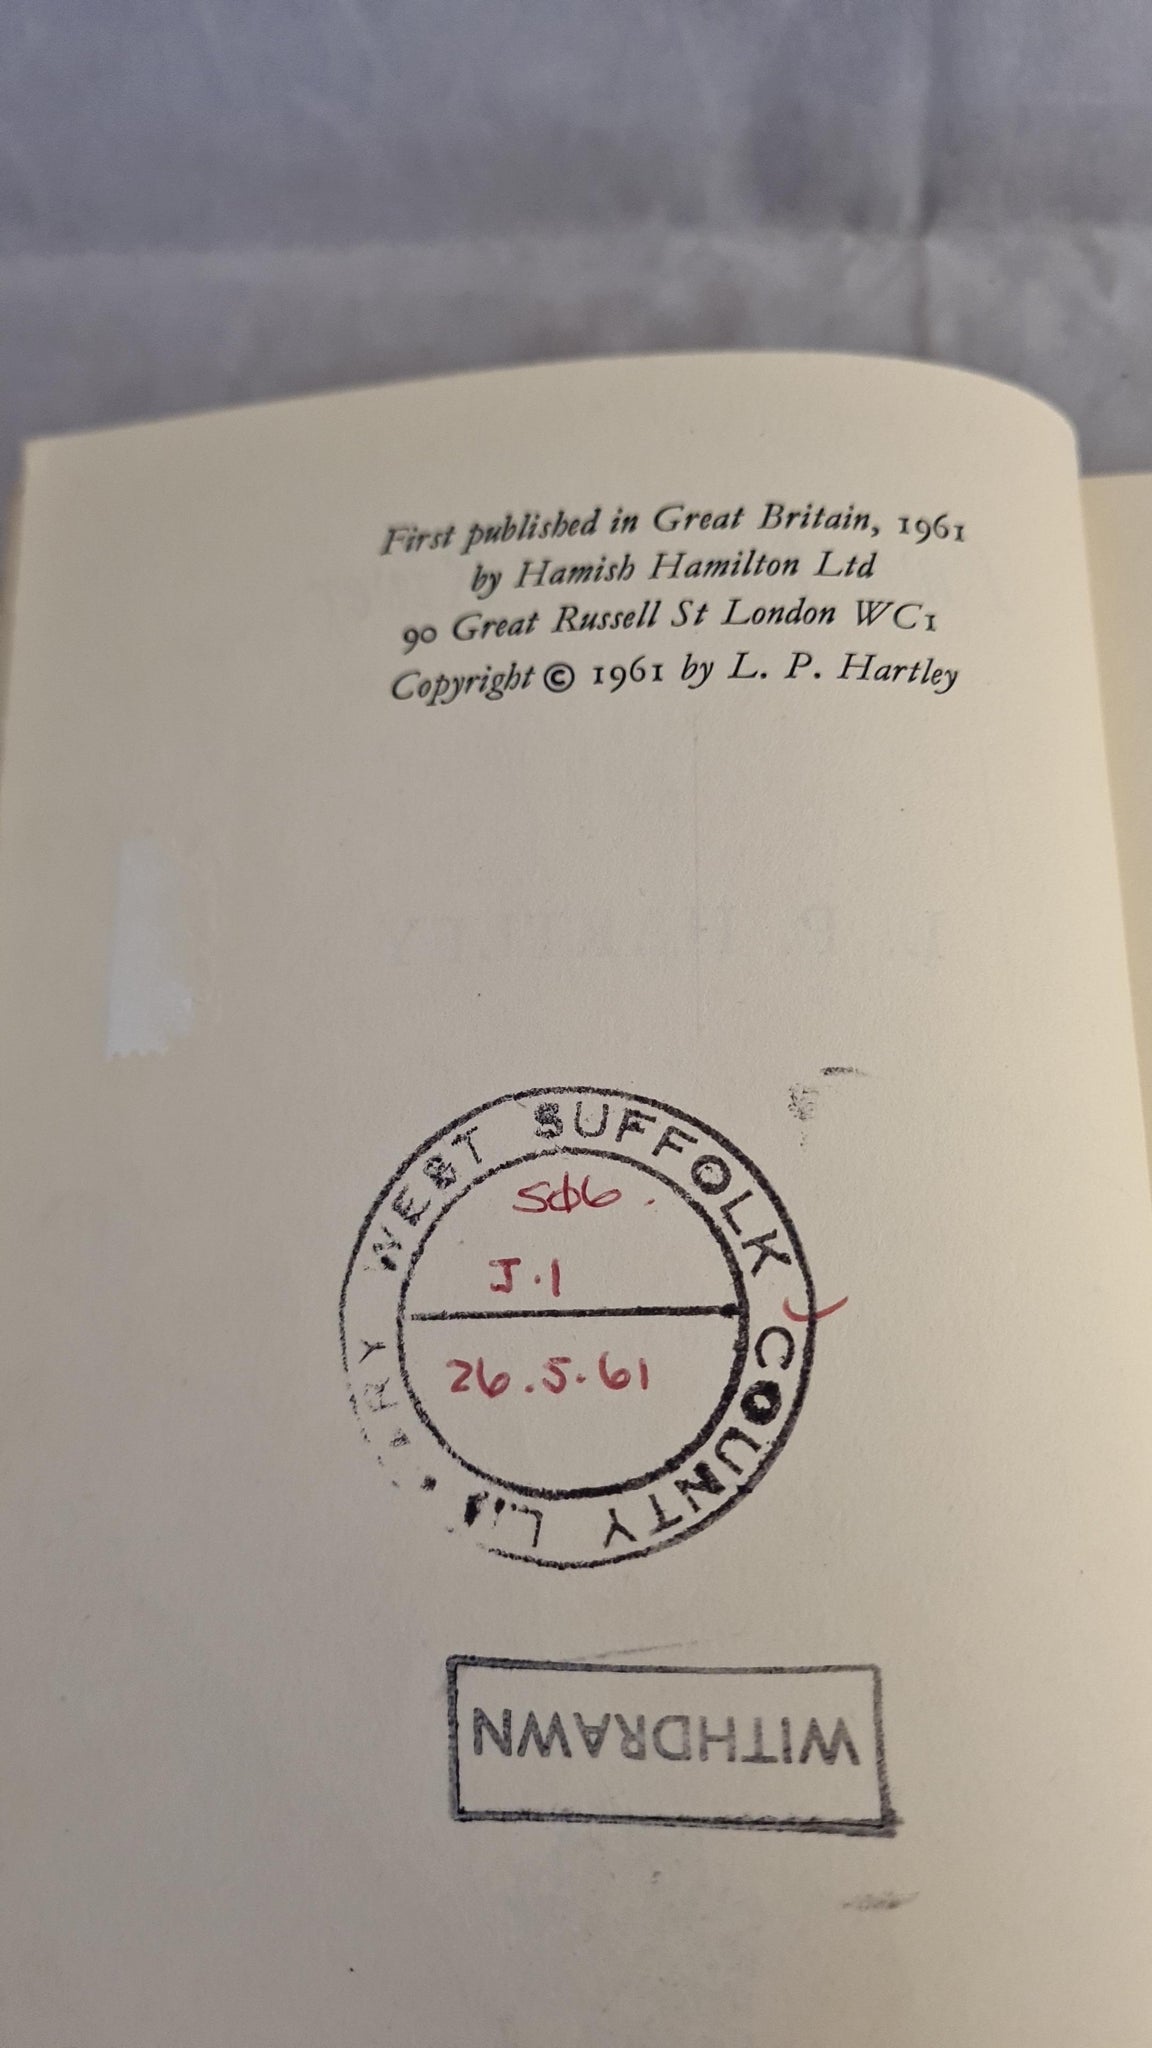 First published in Great Britain, 1961
by Hamish Hamilton Ltd
90 Great Russell St London WC1
Copyright © 1961 by L. P. Hartley
WEST SUFFOLK COUNTY
J.1
26.5.61
WITHDRAWN